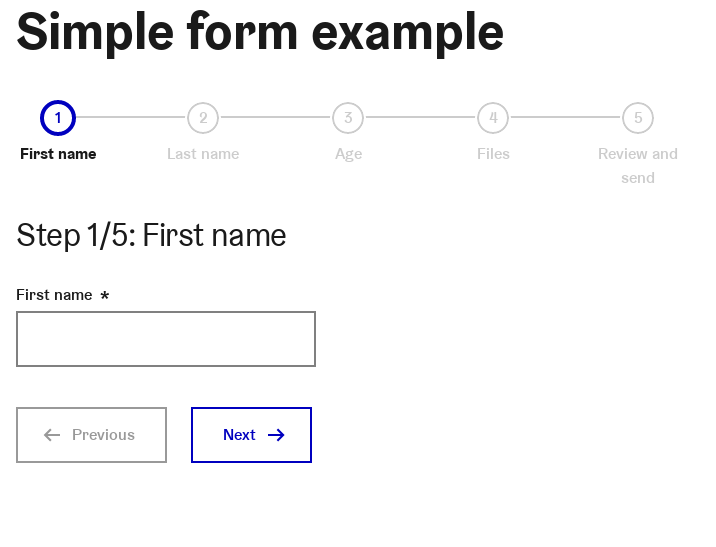 Simple form example
1 2 3 4 5
First name Last name Age Files Review and
send
Step 1/5: First name
First name *
Previous Next